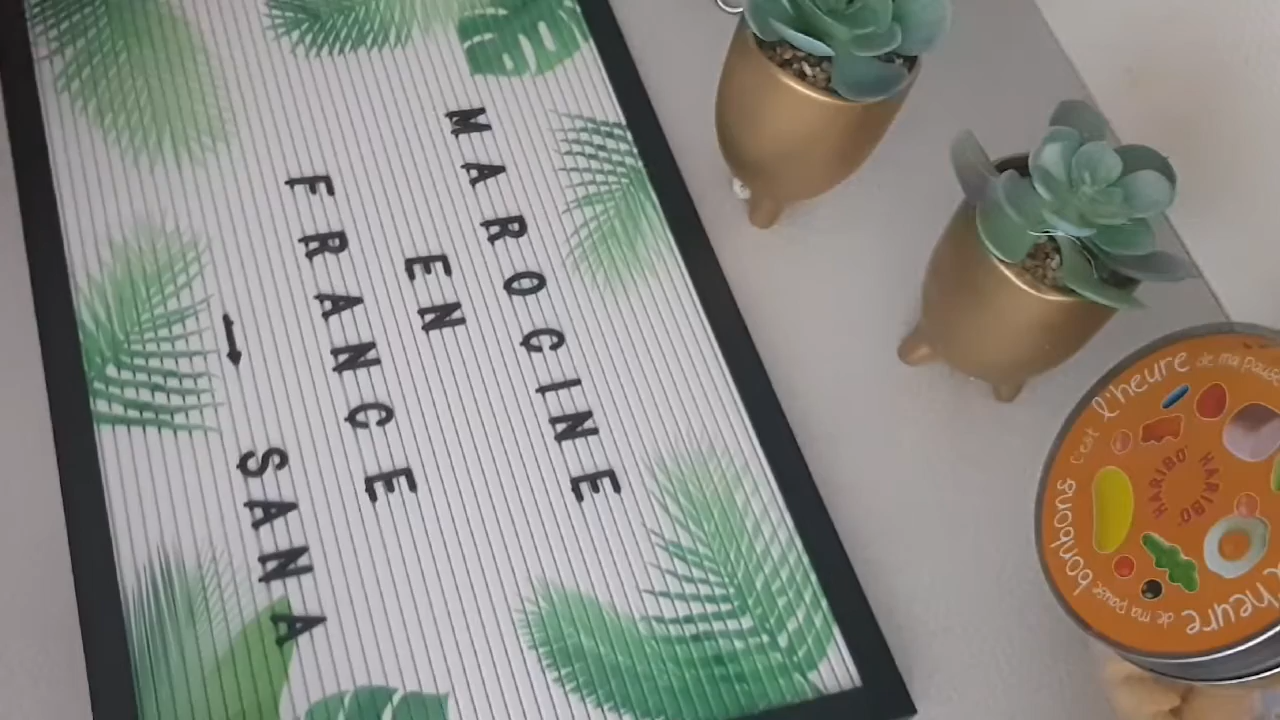 MAROCINE
EN
FRANCE
- SANA
c'est l'heure de ma pause bonbons
l'heure de ma pause
HARIBO
HARIBO